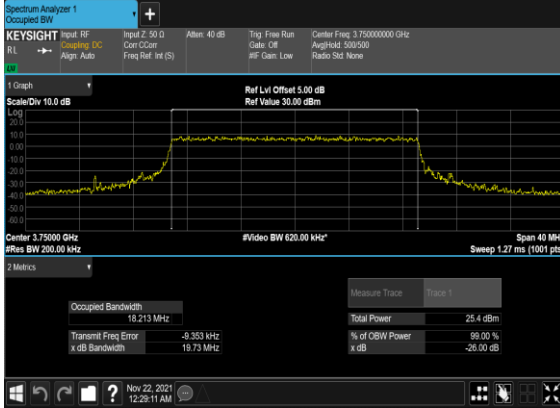 Spectrum Analyzer 1
Occupied BW
KEYSIGHT
RL
Input: RF
Coupling: DC
Align: Auto
Input Z: 50 Ω
Corr CCorr
Freq Ref: Int (S)
Atten: 40 dB
Trig: Free Run
Gate: Off
#IF Gain: Low
Center Freq: 3.750000000 GHz
Avg|Hold: 500/500
Radio Std: None
1 Graph
Scale/Div 10.0 dB
Ref Lvl Offset 5.00 dB
Ref Value 30.00 dBm
Log
20.0
10.0
0.00
-10.0
-20.0
-30.0
-40.0
-50.0
-60.0
Center 3.75000 GHz
#Res BW 200.00 kHz
#Video BW 620.00 kHz*
Span 40 MH
Sweep 1.27 ms (1001 pts
2 Metrics
Measure Trace
Trace 1
Occupied Bandwidth
18.213 MHz
Total Power
25.4 dBm
Transmit Freq Error
-9.353 kHz
% of OBW Power
99.00 %
x dB Bandwidth
19.73 MHz
x dB
-26.00 dB
Nov 22, 2021
12:29:11 AM